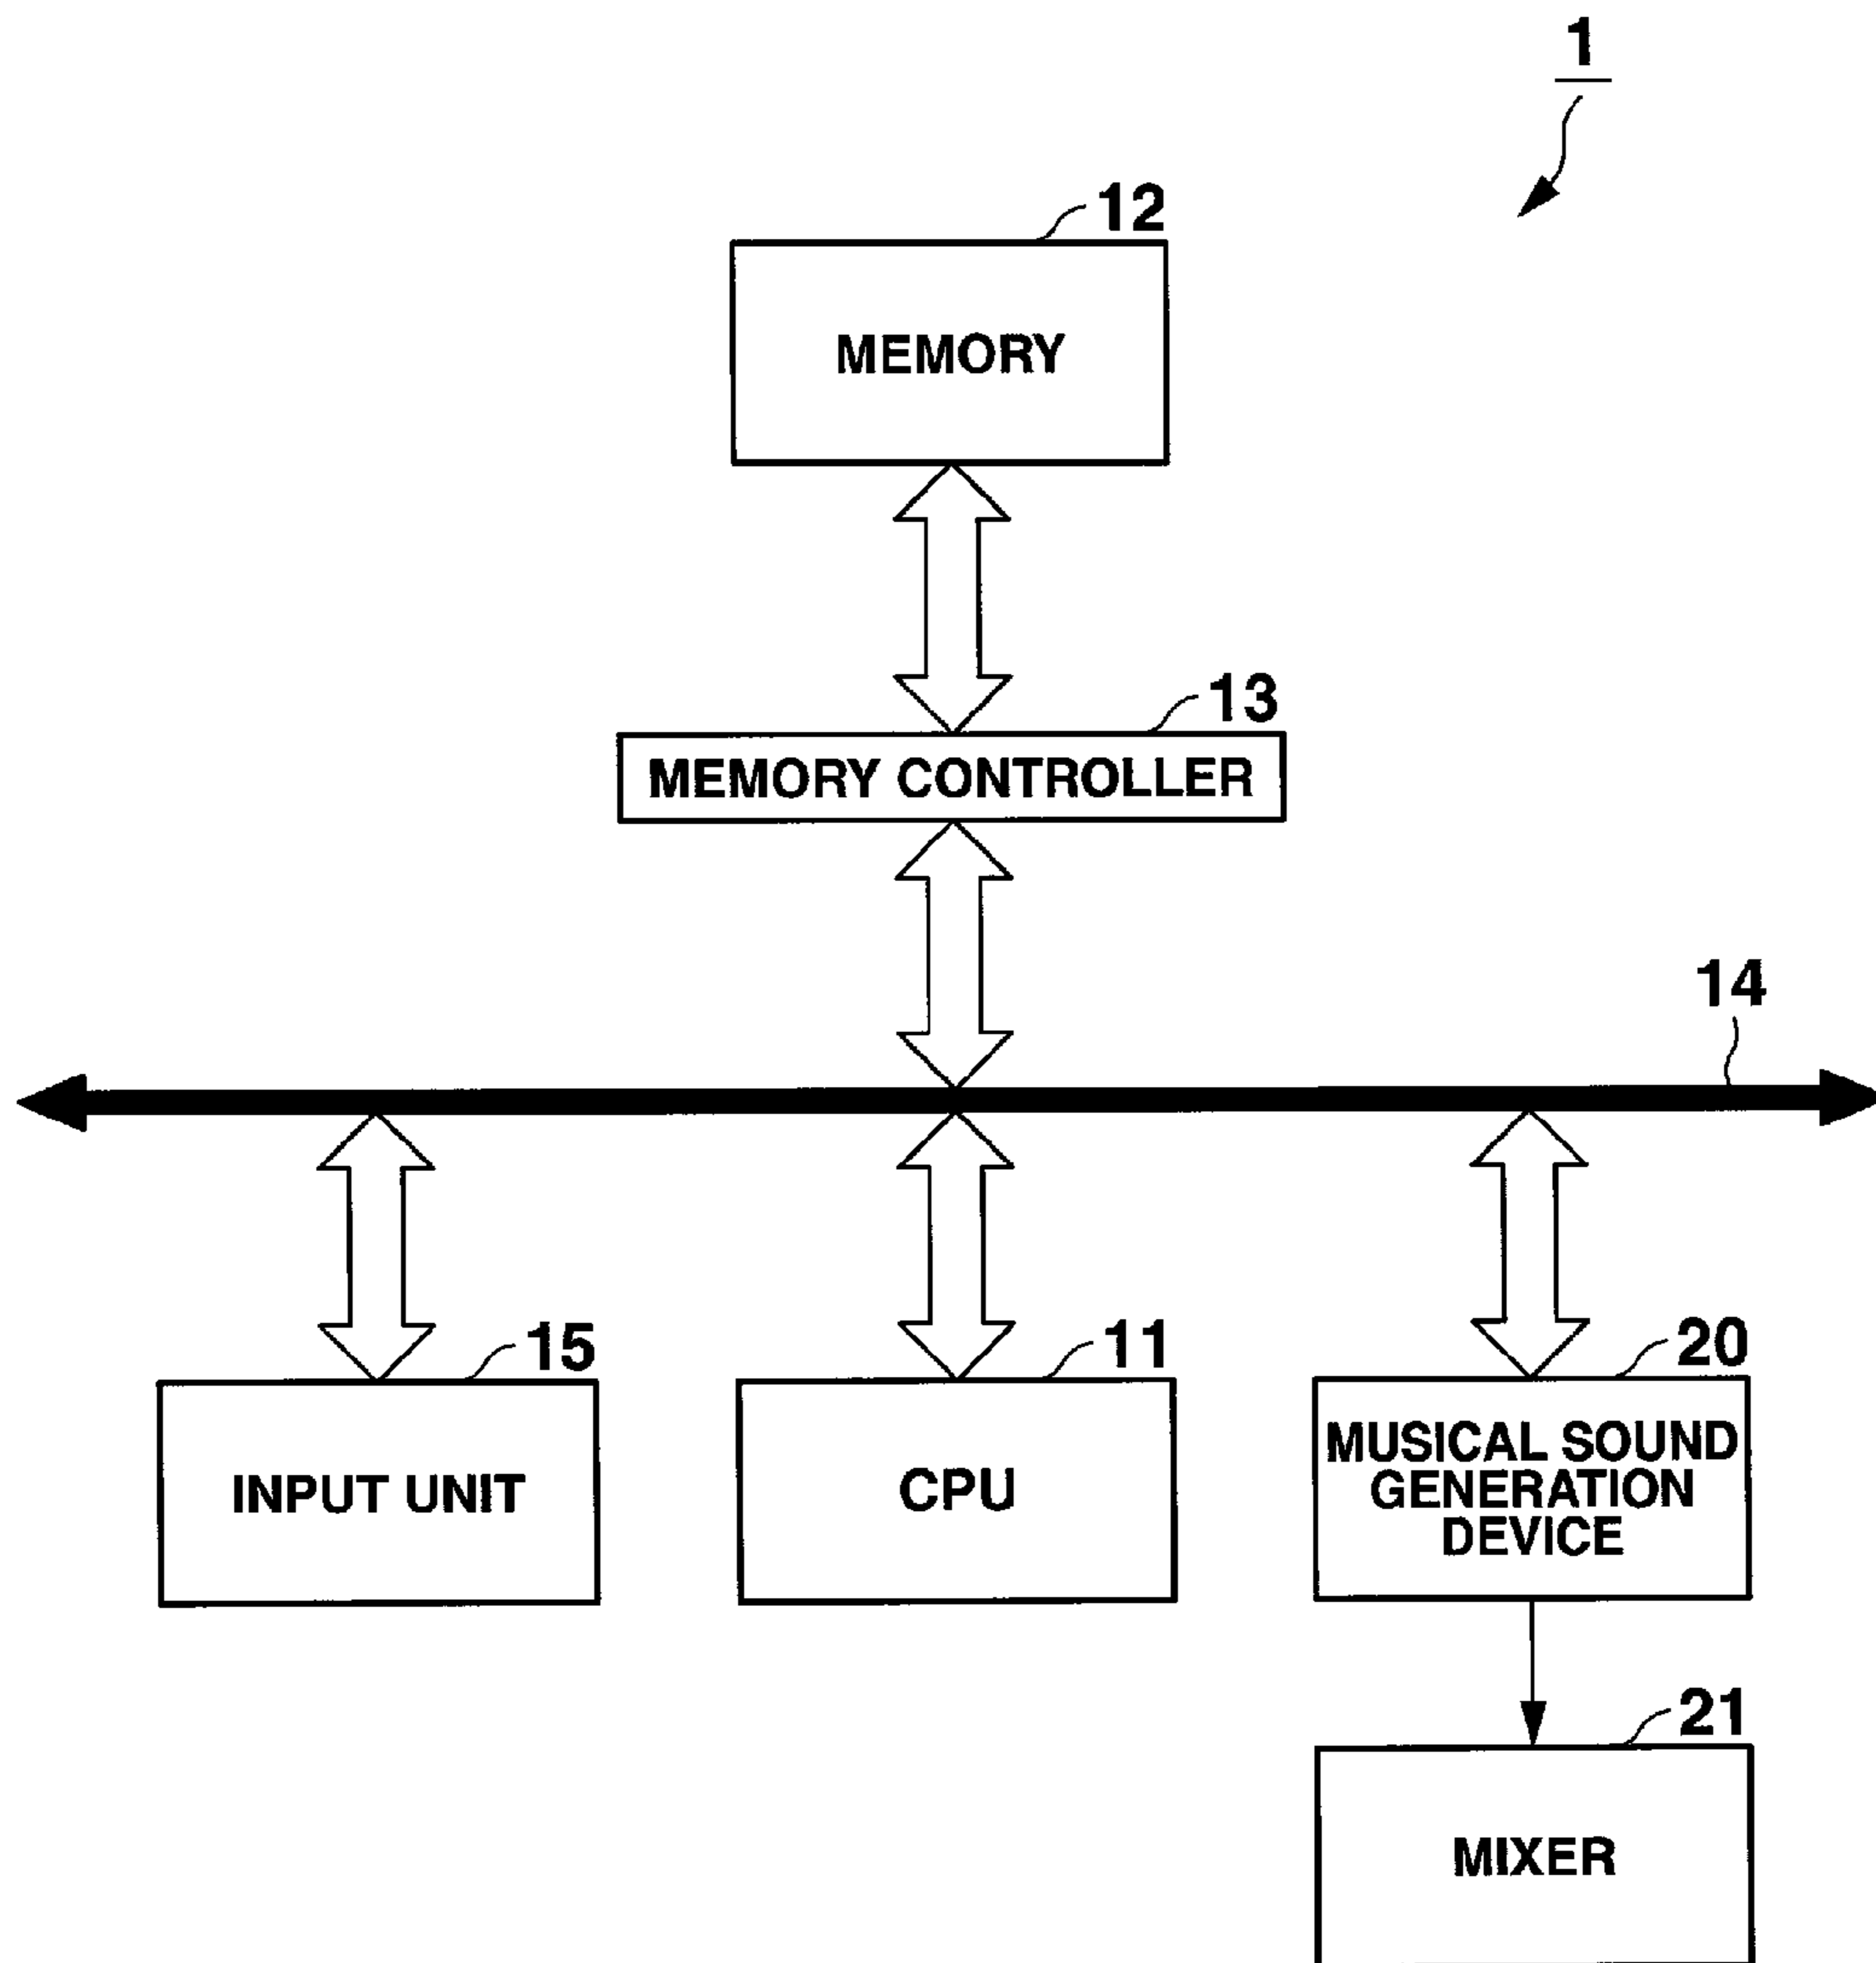 1
12
MEMORY
13
MEMORY CONTROLLER
14
15
INPUT UNIT
11
CPU
20
MUSICAL SOUND
GENERATION
DEVICE
21
MIXER